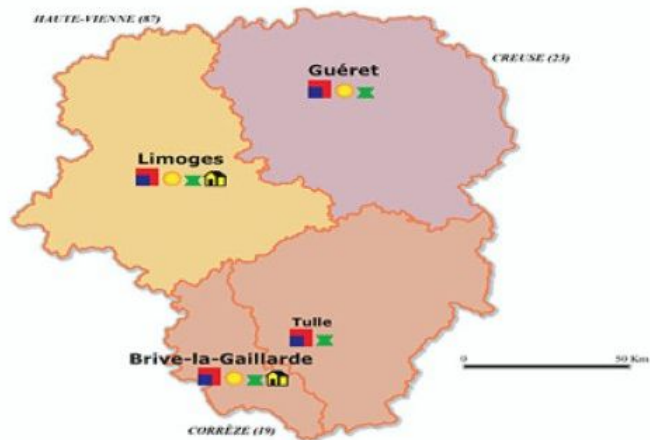 HAUTE-VIENNE (87)
CREUSE (23)
Guéret
Limoges
Tulle
Brive-la-Gaillarde
0 50 Km
CORRÈZE (19)